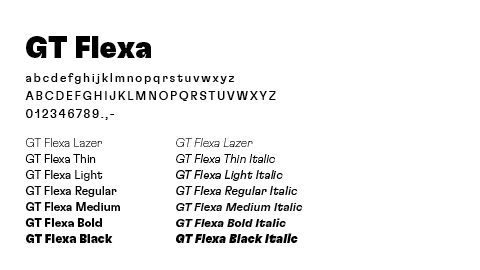 GT Flexa
abcdefghijklmnopqrstuvwxyz
ABCDEFGHIJKLMNOPQRSTUVWXYZ
012346789.,-
GT Flexa Lazer GT Flexa Lazer
GT Flexa Thin GT Flexa Thin Italic
GT Flexa Light GT Flexa Light Italic
GT Flexa Regular GT Flexa Regular Italic
GT Flexa Medium GT Flexa Medium Italic
GT Flexa Bold GT Flexa Bold Italic
GT Flexa Black GT Flexa Black Italic